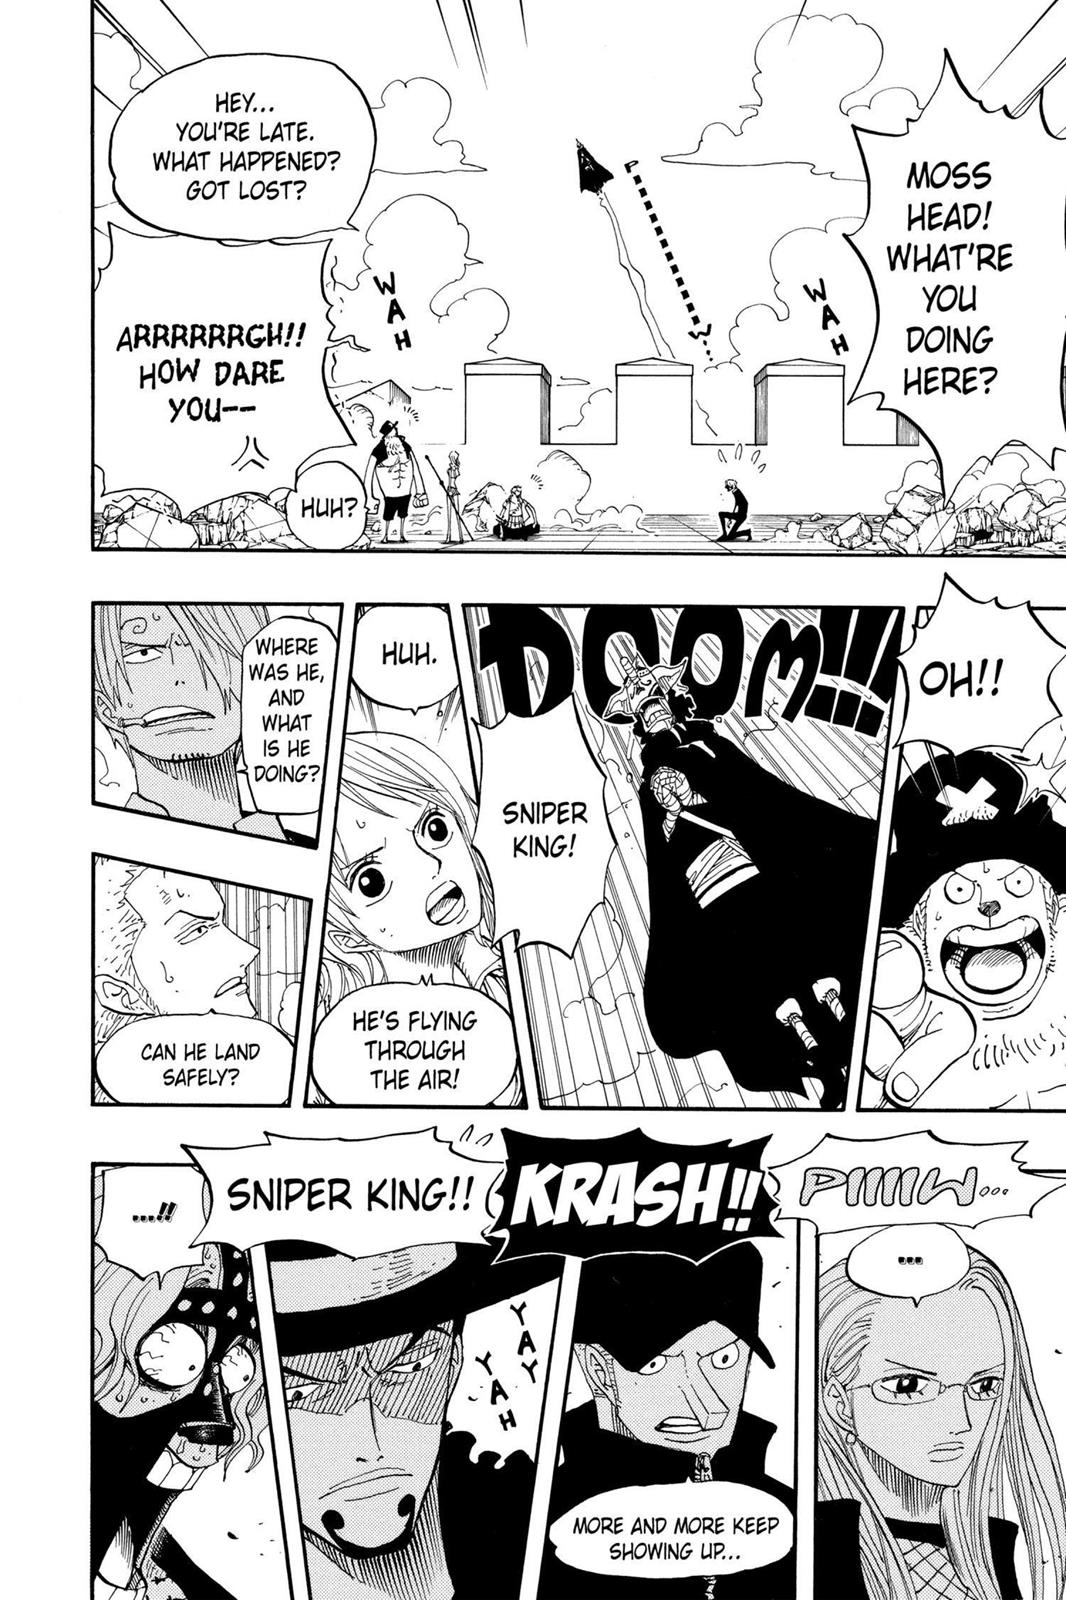 MOSS
HEAD!
WHAT'RE
YOU
DOING
HERE?
WAH
PIIIIIIW...
HEY...
YOU'RE LATE.
WHAT HAPPENED?
GOT LOST?
WAH
ARRRRRRGH!!
HOW DARE
YOU--
HUH?
OH!!
DOOM!!!
SNIPER
KING!
HUH.
HE'S FLYING
THROUGH
THE AIR!
WHERE
WAS HE,
AND
WHAT
IS HE
DOING?
CAN HE LAND
SAFELY?
PIIIIIW...
KRASH!!
SNIPER KING!!
...
MORE AND MORE KEEP
SHOWING UP...
YAY
YAH
...!!